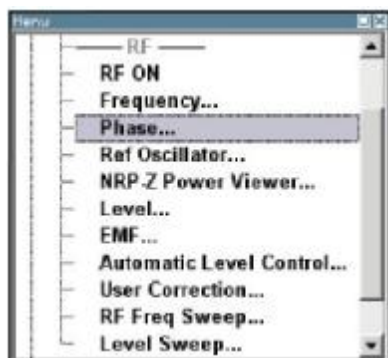 Menu
RF
RF ON
Frequency...
Phase...
Ref Oscillator...
NRP-Z Power Viewer...
Level...
EMF...
Automatic Level Control...
User Correction...
RF Freq Sweep...
Level Sweep...